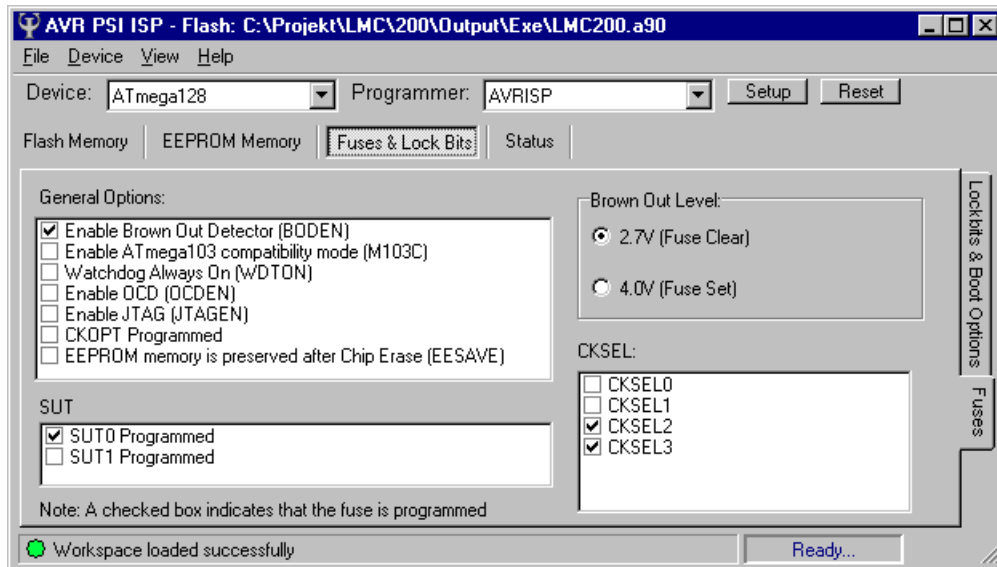 AVR PSI ISP - Flash: C:\Projekt\LMC\200\Output\Exe\LMC200.a90
File Device View Help
Device: ATmega128 Programmer: AVRISP Setup Reset
Flash Memory EEPROM Memory Fuses & Lock Bits Status
General Options:
Enable Brown Out Detector (BODEN)
Enable ATmega103 compatibility mode (M103C)
Watchdog Always On (WDTON)
Enable OCD (OCDEN)
Enable JTAG (JTAGEN)
CKOPT Programmed
EEPROM memory is preserved after Chip Erase (EESAVE)
SUT
SUT0 Programmed
SUT1 Programmed
Note: A checked box indicates that the fuse is programmed
Brown Out Level:
2.7V (Fuse Clear)
4.0V (Fuse Set)
CKSEL:
CKSEL0
CKSEL1
CKSEL2
CKSEL3
Lockbits & Boot Options
Fuses
Workspace loaded successfully
Ready...